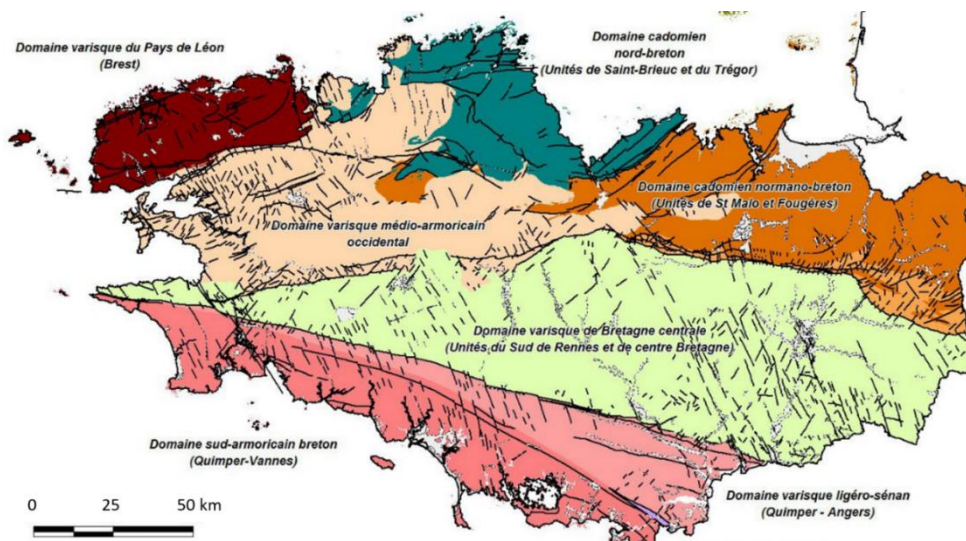 Domaine varisque du Pays de Léon
(Brest)
Domaine cadomien
nord-breton
(Unités de Saint-Brieuc et du Trégor)
Domaine cadomien normano-breton
(Unités de St Malo et Fougères)
Domaine varisque médio-armoricain
occidental
Domaine varisque de Bretagne centrale
(Unités du Sud de Rennes et de centre Bretagne)
Domaine sud-armoricain breton
(Quimper-Vannes)
Domaine varisque ligéro-sénan
(Quimper - Angers)
0 25 50 km